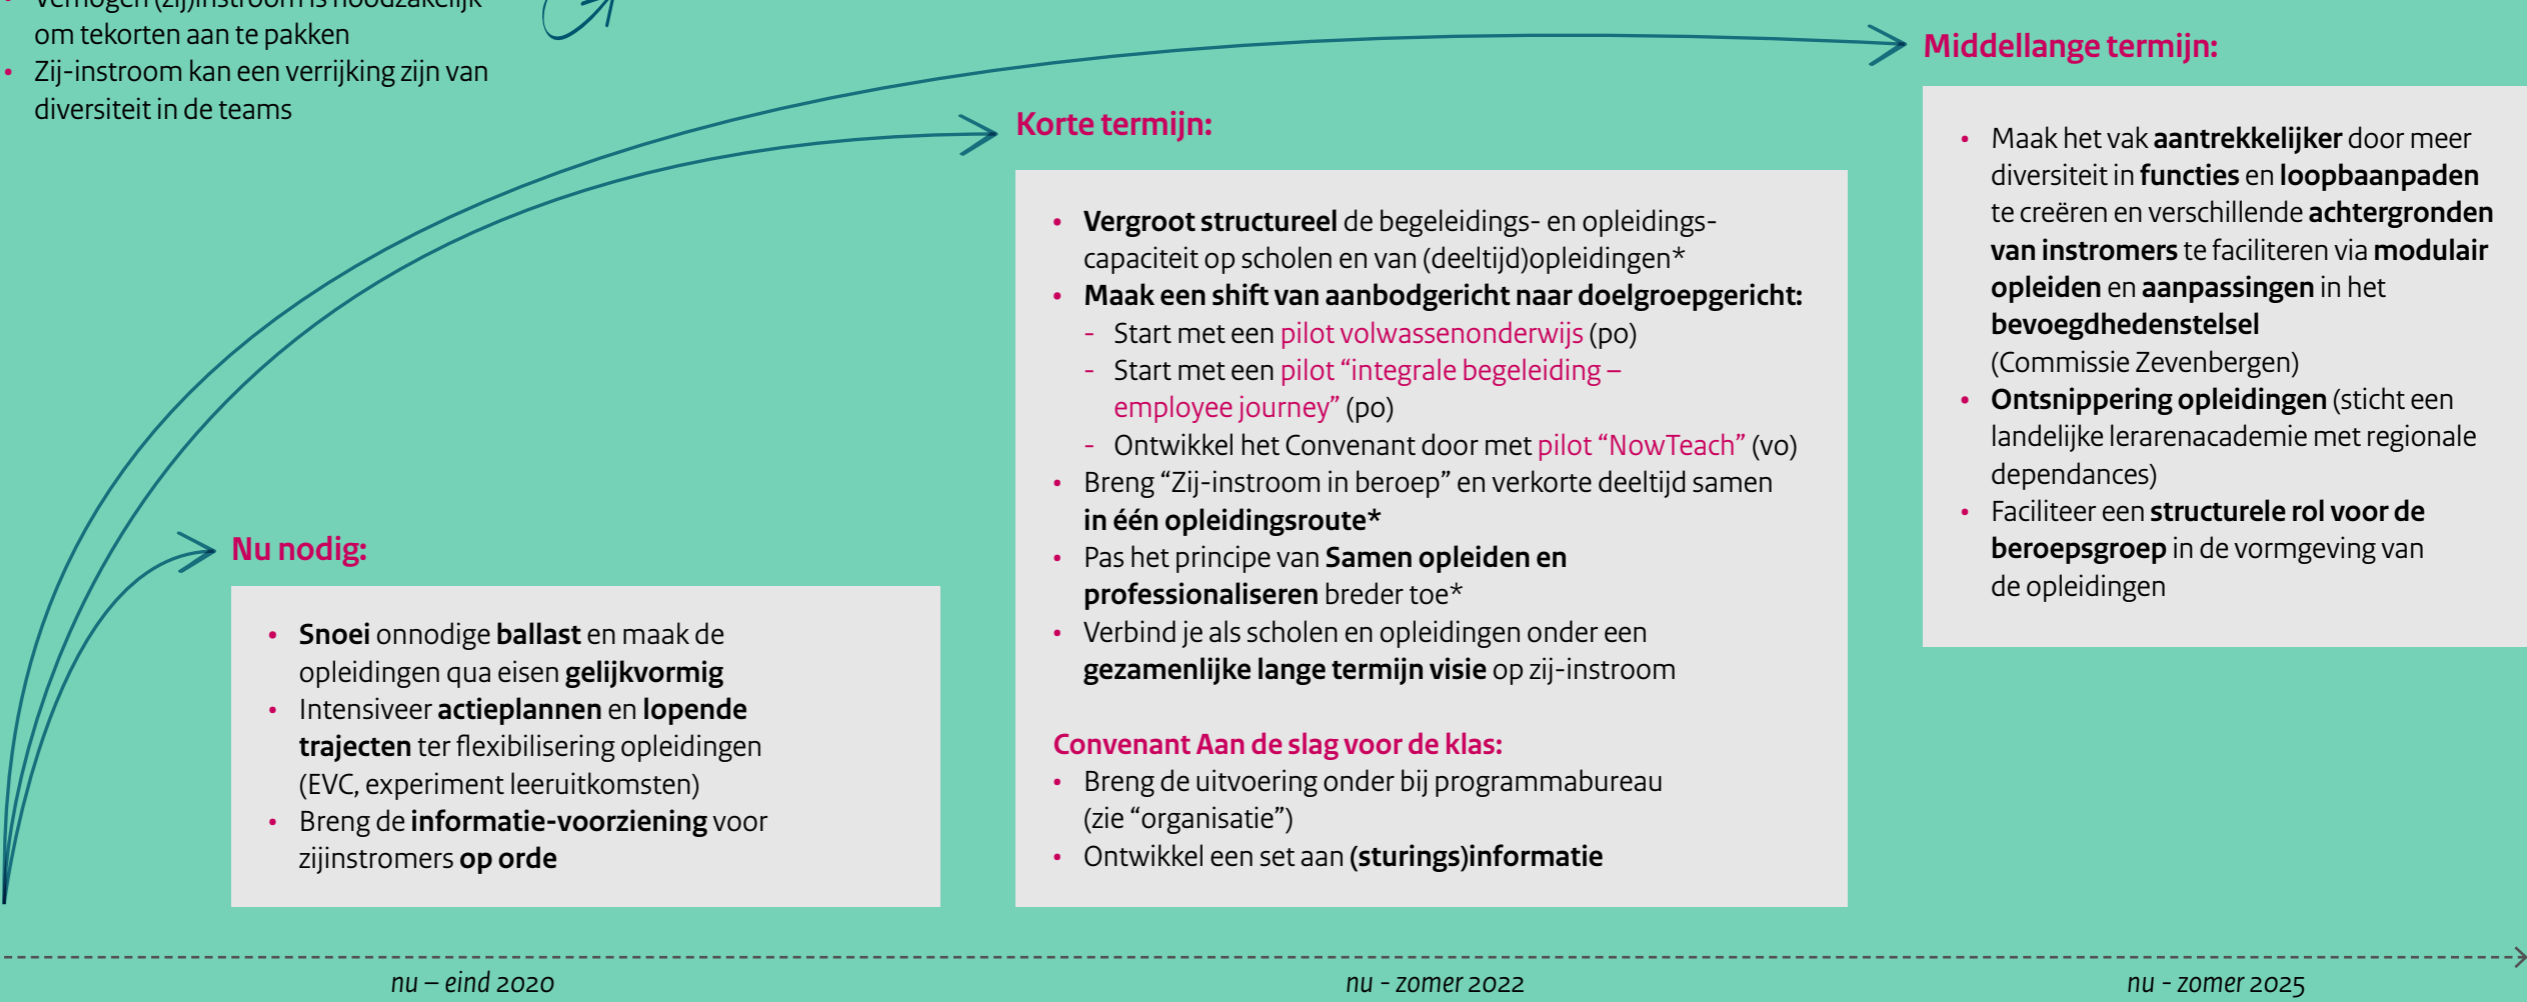 • Verhogen (zij)instroom is noodzakelijk
om tekorten aan te pakken
• Zij-instroom kan een verrijking zijn van
diversiteit in de teams
Nu nodig:
• Snoei onnodige ballast en maak de
opleidingen qua eisen gelijkvormig
• Intensiveer actieplannen en lopende
trajecten ter flexibilisering opleidingen
(EVC, experiment leeruitkomsten)
• Breng de informatie-voorziening voor
zijinstromers op orde
Korte termijn:
• Vergroot structureel de begeleidings- en opleidings-
capaciteit op scholen en van (deeltijd)opleidingen*
• Maak een shift van aanbodgericht naar doelgroepgericht:
- Start met een pilot volwassenonderwijs (po)
- Start met een pilot “integrale begeleiding –
employee journey” (po)
- Ontwikkel het Convenant door met pilot “NowTeach” (vo)
• Breng “Zij-instroom in beroep” en verkorte deeltijd samen
in één opleidingsroute*
• Pas het principe van Samen opleiden en
professionaliseren breder toe*
• Verbind je als scholen en opleidingen onder een
gezamenlijke lange termijn visie op zij-instroom
Convenant Aan de slag voor de klas:
• Breng de uitvoering onder bij programmabureau
(zie “organisatie”)
• Ontwikkel een set aan (sturings)informatie
Middellange termijn:
• Maak het vak aantrekkelijker door meer
diversiteit in functies en loopbaanpaden
te creëren en verschillende achtergronden
van instromers te faciliteren via modulair
opleiden en aanpassingen in het
bevoegdhedenstelsel
(Commissie Zevenbergen)
• Ontsnippering opleidingen (sticht een
landelijke lerarenacademie met regionale
dependances)
• Faciliteer een structurele rol voor de
beroepsgroep in de vormgeving van
de opleidingen
nu – eind 2020
nu - zomer 2022
nu - zomer 2025